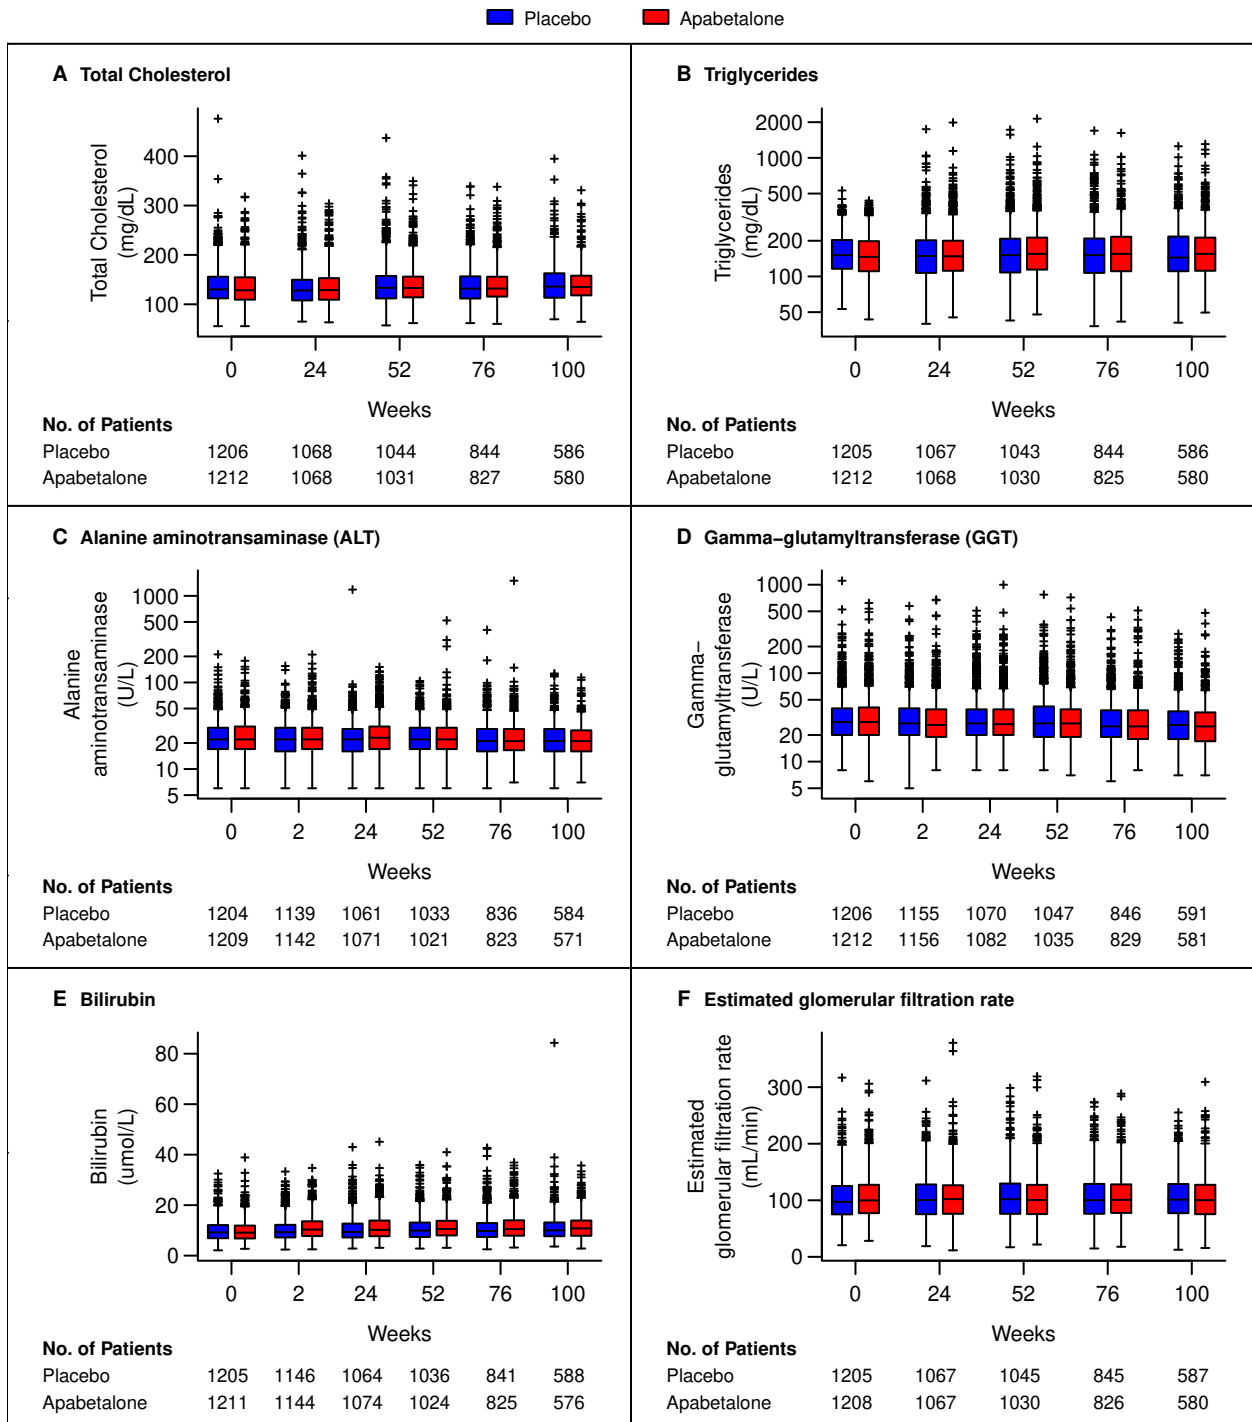 Placebo Apabetalone
A Total Cholesterol
Total Cholesterol
(mg/dL)
400
300
200
100
0 24 52 76 100
Weeks
No. of Patients
Placebo 1206 1068 1044 844 586
Apabetalone 1212 1068 1031 827 580
B Triglycerides
Triglycerides
(mg/dL)
2000
1000
500
200
100
50
0 24 52 76 100
Weeks
No. of Patients
Placebo 1205 1067 1043 844 586
Apabetalone 1212 1068 1030 825 580
C Alanine aminotransaminase (ALT)
Alanine
aminotransaminase
(U/L)
1000
500
200
100
50
20
10
5
0 2 24 52 76 100
Weeks
No. of Patients
Placebo 1204 1139 1061 1033 836 584
Apabetalone 1209 1142 1071 1021 823 571
D Gamma−glutamyltransferase (GGT)
Gamma−
glutamyltransferase
(U/L)
1000
500
200
100
50
20
10
5
0 2 24 52 76 100
Weeks
No. of Patients
Placebo 1206 1155 1070 1047 846 591
Apabetalone 1212 1156 1082 1035 829 581
E Bilirubin
Bilirubin
(umol/L)
80
60
40
20
0
0 2 24 52 76 100
Weeks
No. of Patients
Placebo 1205 1146 1064 1036 841 588
Apabetalone 1211 1144 1074 1024 825 576
F Estimated glomerular filtration rate
Estimated
glomerular filtration rate
(mL/min)
300
200
100
0
0 24 52 76 100
Weeks
No. of Patients
Placebo 1205 1067 1045 845 587
Apabetalone 1208 1067 1030 826 580